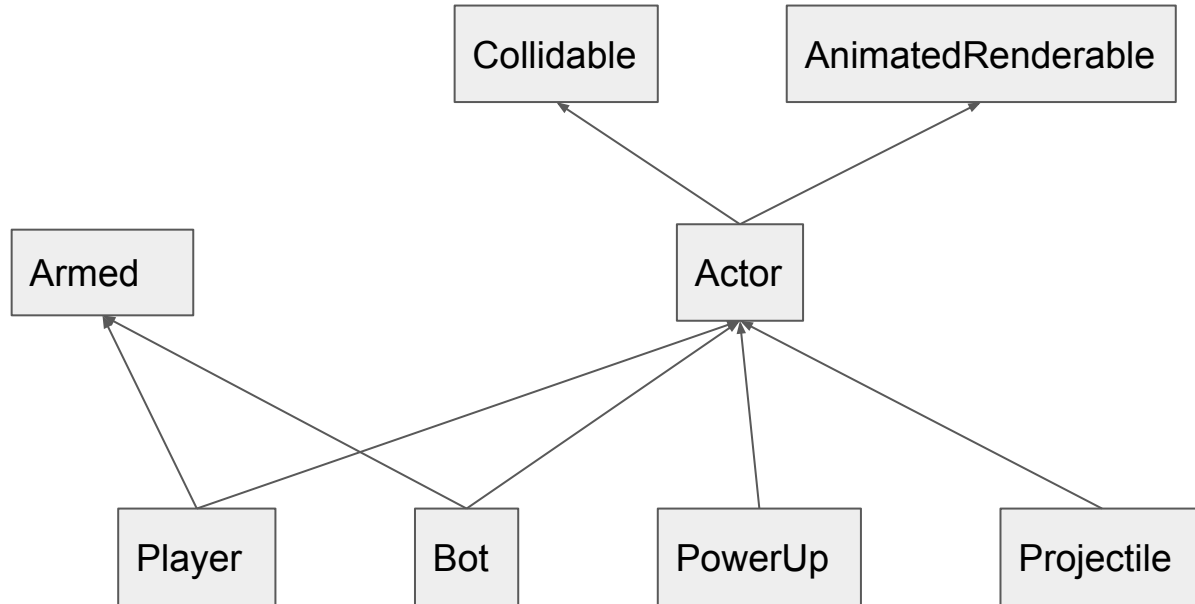 Collidable
AnimatedRenderable
Armed
Actor
Player
Bot
PowerUp
Projectile